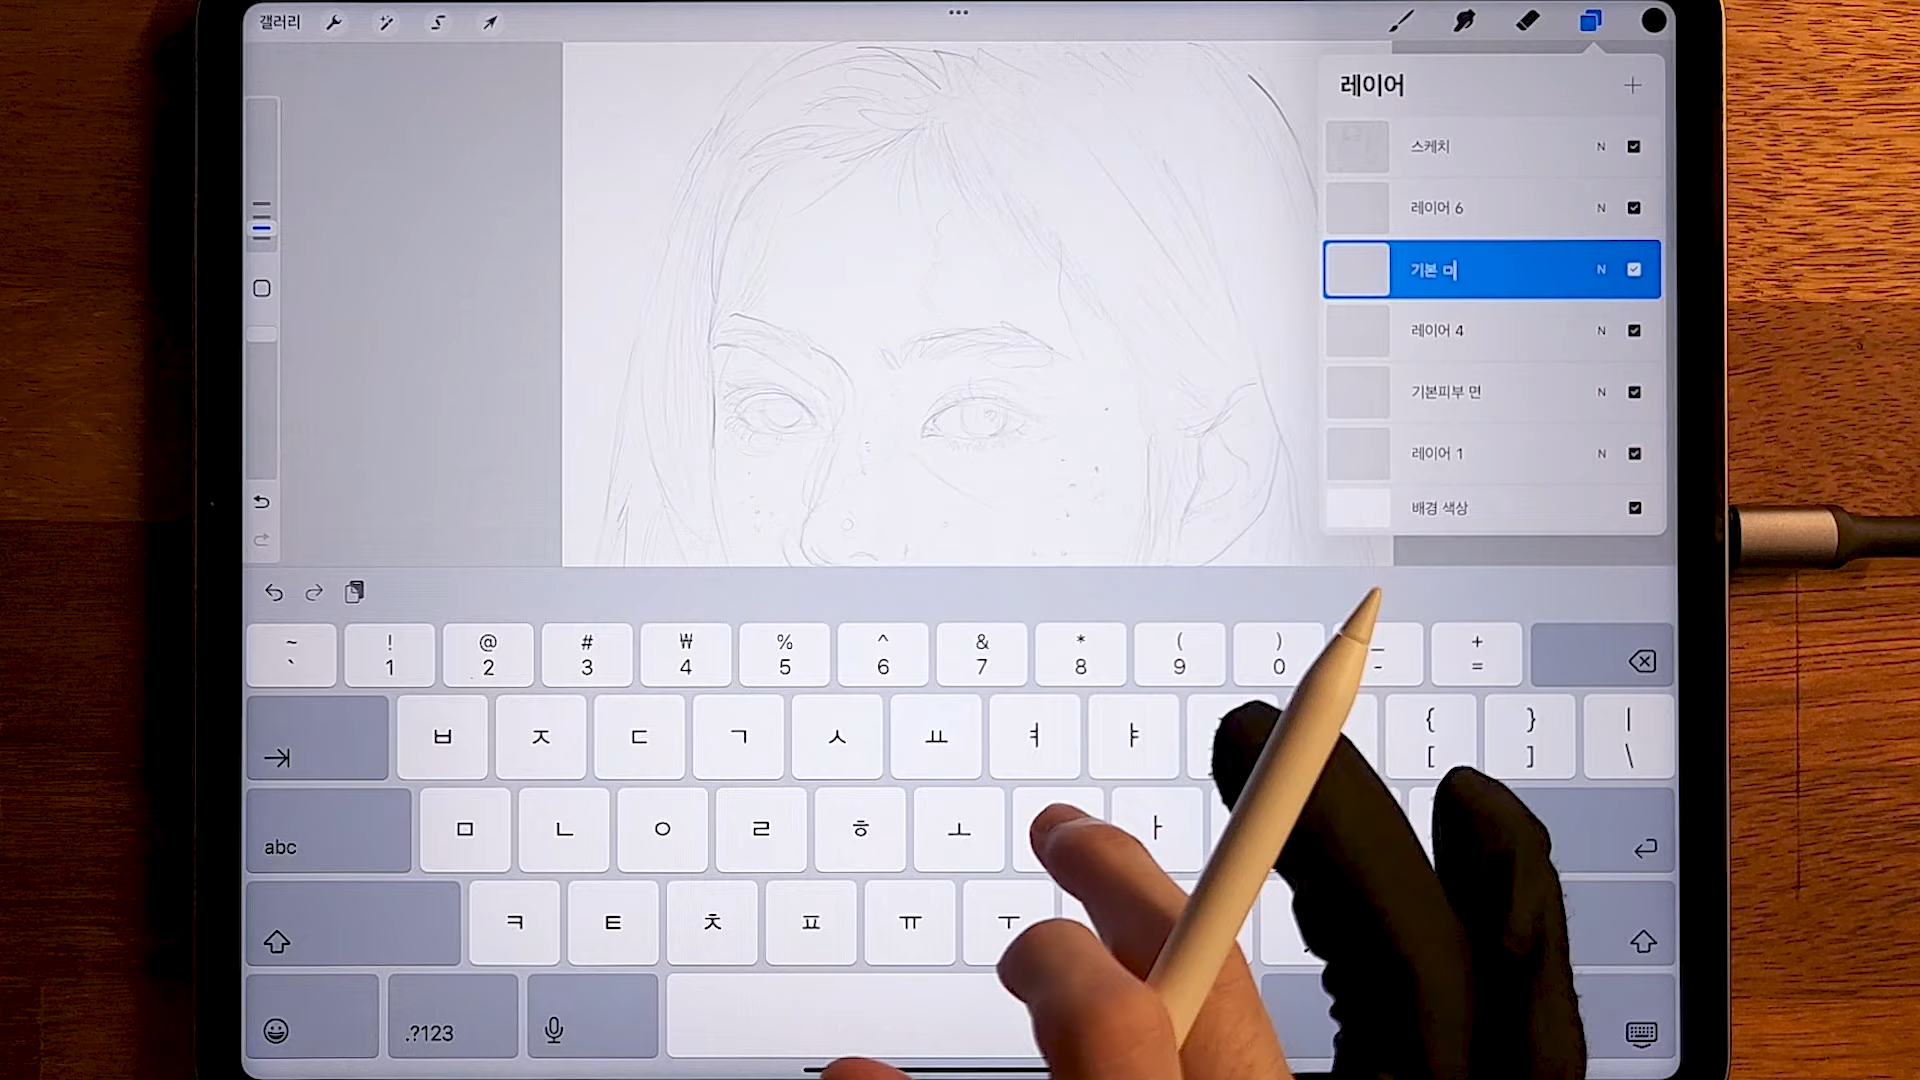 갤러리
레이어
스케치 N
레이어 6 N
기본 ㅁ N
레이어 4 N
기본피부 면 N
레이어 1 N
배경 색상
~ ! @ # ₩ % ^ & * ( ) _ +
` 1 2 3 4 5 6 7 8 9 0 - =
ㅂ ㅈ ㄷ ㄱ ㅅ ㅛ ㅕ ㅑ { } |
[ ] \
abc ㅁ ㄴ ㅇ ㄹ ㅎ ㅗ ㅏ
ㅋ ㅌ ㅊ ㅍ ㅠ ㅜ
.?123